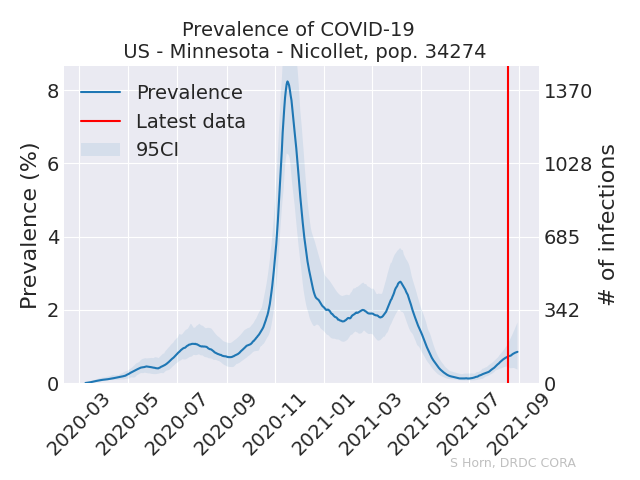 Prevalence of COVID-19
US - Minnesota - Nicollet, pop. 34274
Prevalence
Latest data
95CI
Prevalence (%)
8
6
4
2
0
# of infections
1370
1028
685
342
0
2020-03
2020-05
2020-07
2020-09
2020-11
2021-01
2021-03
2021-05
2021-07
2021-09
S Horn, DRDC CORA